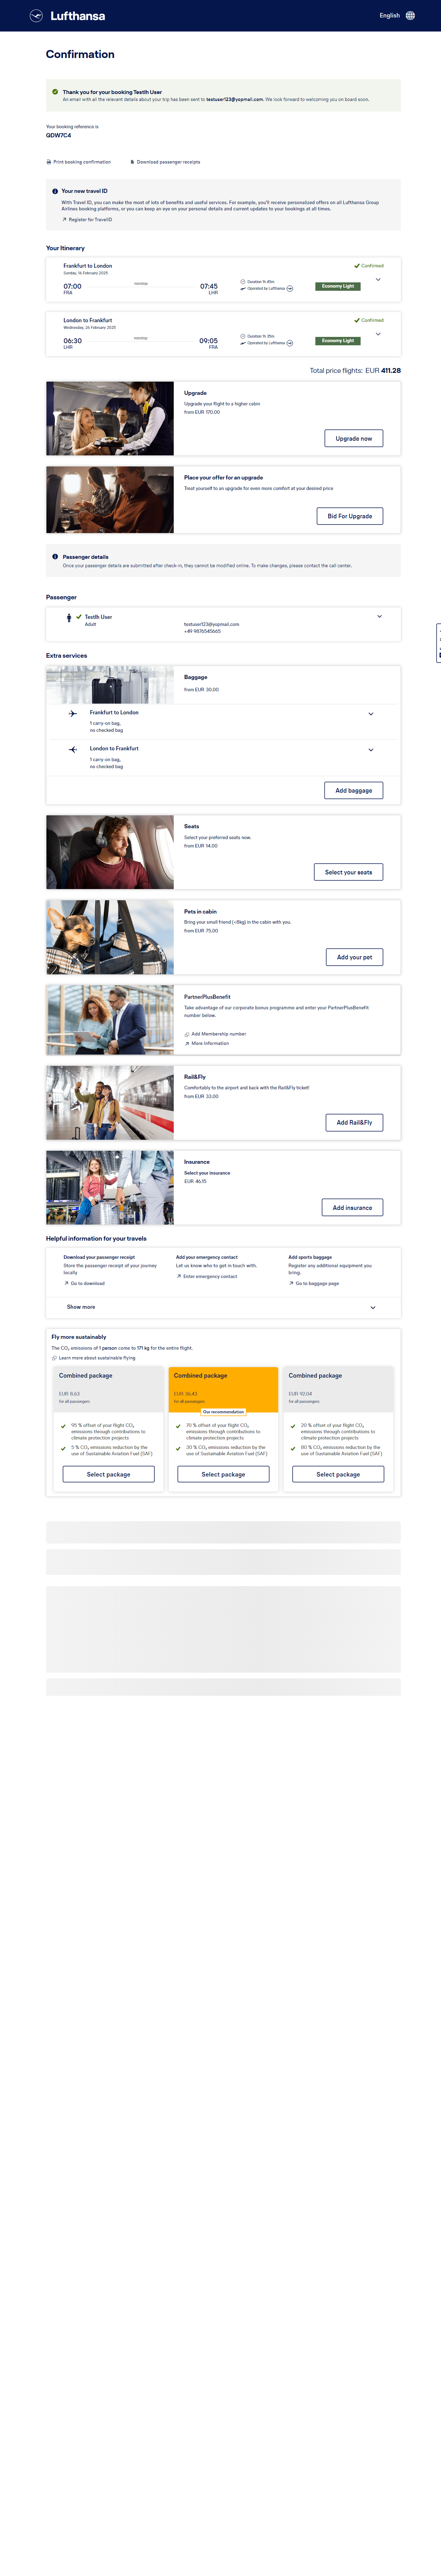 Lufthansa
English
Confirmation
Thank you for your booking Testlh User
An email with all the relevant details about your trip has been sent to testuser123@yopmail.com. We look forward to welcoming you on board soon.
Your booking reference is
QDW7C4
Print booking confirmation
Download passenger receipts
Your new travel ID
With Travel ID, you can make the most of lots of benefits and useful services. For example, you'll receive personalized offers on all Lufthansa Group
Airlines booking platforms, or you can keep an eye on your personal details and current updates to your bookings at all times.
Register for TravelID
Your Itinerary
Frankfurt to London
Confirmed
Sunday, 16 February 2025
07:00
nonstop
07:45
FRA
LHR
Duration 1h 45m
Operated by Lufthansa
Economy Light
London to Frankfurt
Confirmed
Wednesday, 26 February 2025
06:30
nonstop
09:05
LHR
FRA
Duration 1h 35m
Operated by Lufthansa
Economy Light
Total price flights: EUR 411.28
Upgrade
Upgrade your flight to a higher cabin
from EUR 170.00
Upgrade now
Place your offer for an upgrade
Treat yourself to an upgrade for even more comfort at your desired price
Bid For Upgrade
Passenger details
Once your passenger details are submitted after check-in, they cannot be modified online. To make changes, please contact the call center.
Passenger
Testlh User
Adult
testuser123@yopmail.com
+49 9876545665
Extra services
Baggage
from EUR 30.00
Frankfurt to London
1 carry-on bag,
no checked bag
London to Frankfurt
1 carry-on bag,
no checked bag
Add baggage
Seats
Select your preferred seats now.
from EUR 14.00
Select your seats
Pets in cabin
Bring your small friend (<8kg) in the cabin with you.
from EUR 75.00
Add your pet
PartnerPlusBenefit
Take advantage of our corporate bonus programme and enter your PartnerPlusBenefit
number below.
Add Membership number
More Information
Rail&Fly
Comfortably to the airport and back with the Rail&Fly ticket!
from EUR 33.00
Add Rail&Fly
Insurance
Select your insurance
EUR 46.15
Add insurance
Helpful information for your travels
Download your passenger receipt
Store the passenger receipt of your journey
locally
Go to download
Add your emergency contact
Let us know who to get in touch with.
Enter emergency contact
Add sports baggage
Register any additional equipment you
bring.
Go to baggage page
Show more
Fly more sustainably
The CO₂ emissions of 1 person come to 171 kg for the entire flight.
Learn more about sustainable flying
Combined package
EUR 8.63
for all passengers
95 % offset of your flight CO₂
emissions through contributions to
climate protection projects
5 % CO₂ emissions reduction by the
use of Sustainable Aviation Fuel (SAF)
Select package
Combined package
EUR 36.43
for all passengers
Our recommendation
70 % offset of your flight CO₂
emissions through contributions to
climate protection projects
30 % CO₂ emissions reduction by the
use of Sustainable Aviation Fuel (SAF)
Select package
Combined package
EUR 92.04
for all passengers
20 % offset of your flight CO₂
emissions through contributions to
climate protection projects
80 % CO₂ emissions reduction by the
use of Sustainable Aviation Fuel (SAF)
Select package